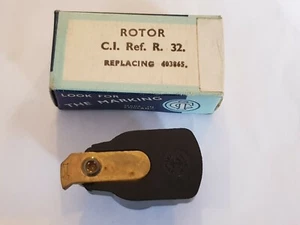 ROTOR
C.I. Ref. R. 32.
REPLACING 403865.
LOOK FOR
THE MARKING